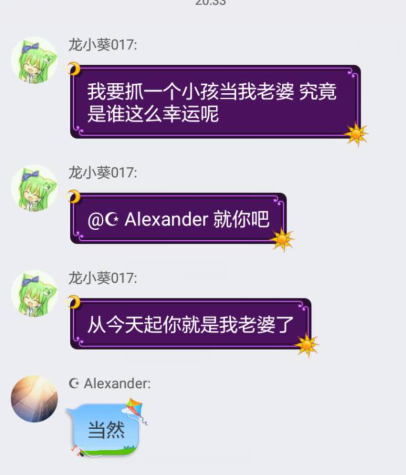 20:33
龙小葵017:
我要抓一个小孩当我老婆 究竟
是谁这么幸运呢
龙小葵017:
@☪ Alexander 就你吧
龙小葵017:
从今天起你就是我老婆了
☪ Alexander:
当然